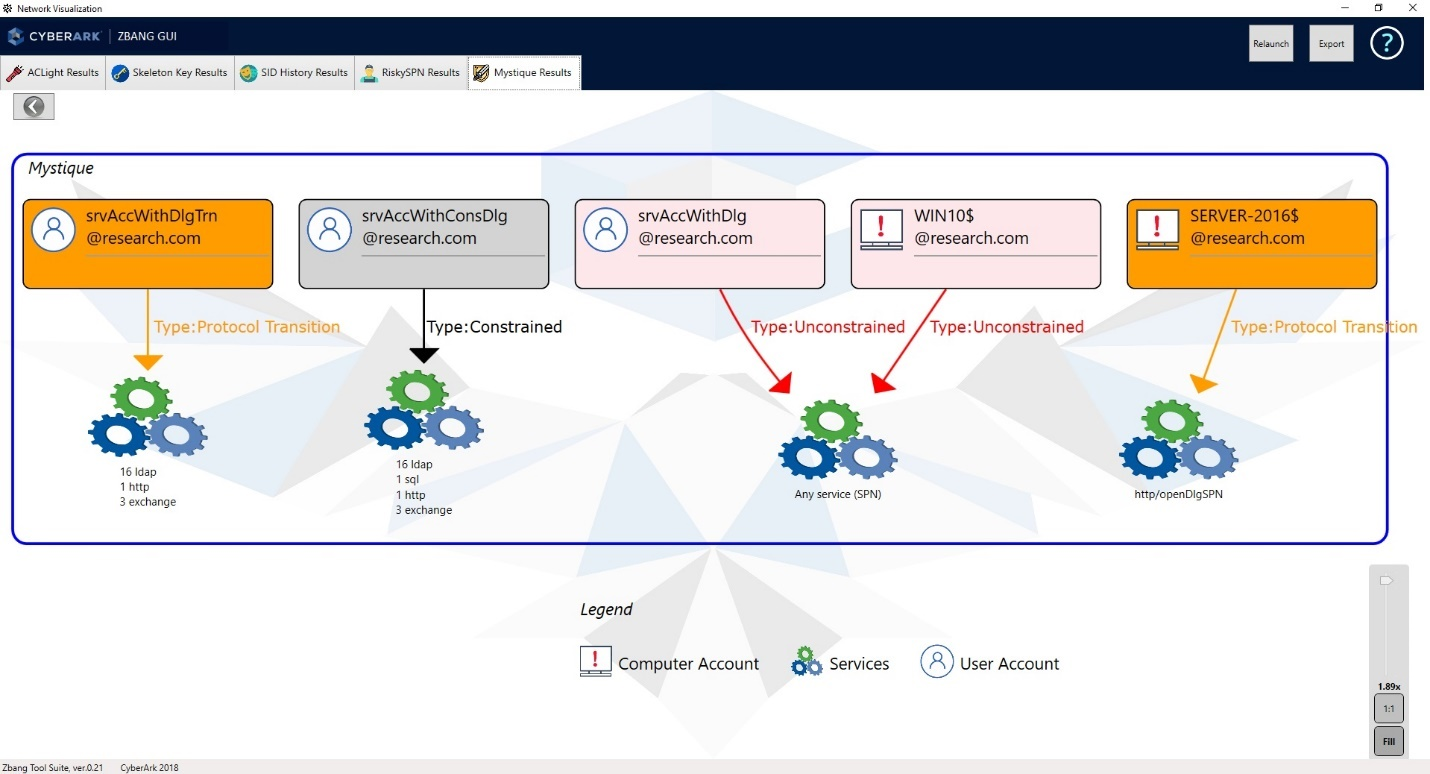 Network Visualization
CYBERARK | ZBANG GUI
Relaunch
Export
?
ACLight Results
Skeleton Key Results
SID History Results
RiskySPN Results
Mystique Results
Mystique
srvAccWithDlgTrn
@research.com
srvAccWithConsDlg
@research.com
srvAccWithDlg
@research.com
WIN10$
@research.com
SERVER-2016$
@research.com
Type:Protocol Transition
Type:Constrained
Type:Unconstrained
Type:Unconstrained
Type:Protocol Transition
16 ldap
1 http
3 exchange
16 ldap
1 sql
1 http
3 exchange
Any service (SPN)
http/openDlgSPN
Legend
Computer Account
Services
User Account
1.89x
1:1
Fill
Zbang Tool Suite, ver.0.21
CyberArk 2018